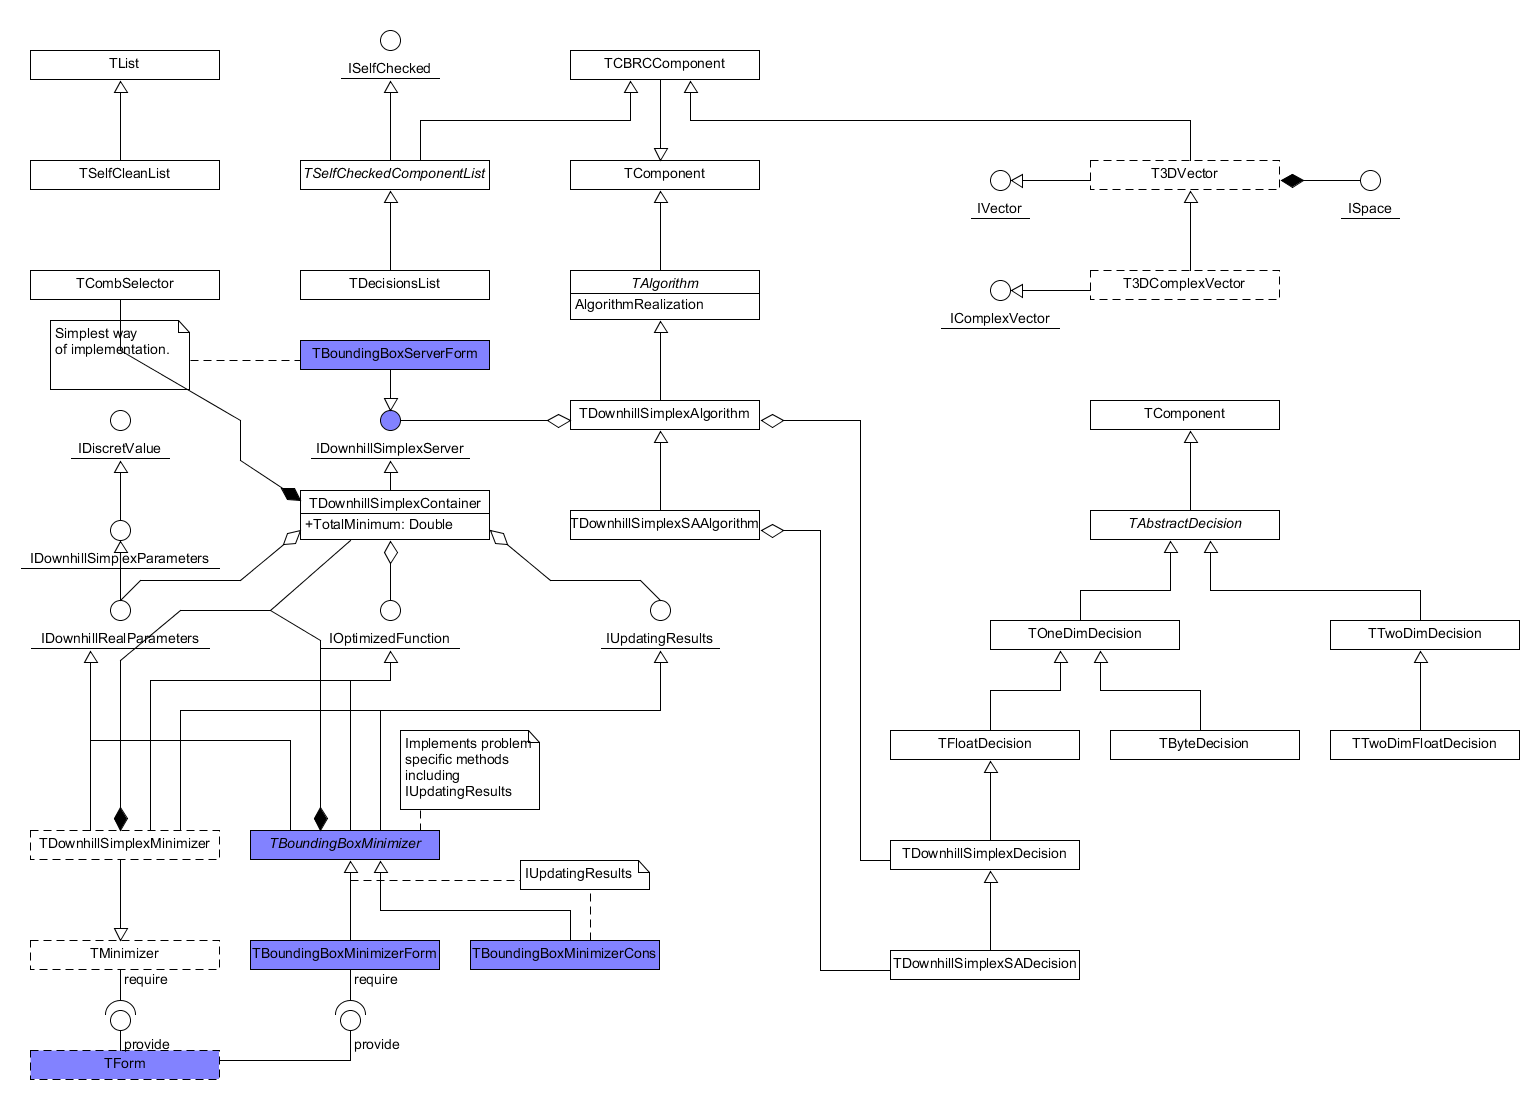 TList
ISelfChecked
TCBRCComponent
TSelfCleanList
TSelfCheckedComponentList
TComponent
T3DVector
IVector
ISpace
TCombSelector
TDecisionsList
TAlgorithm
AlgorithmRealization
T3DComplexVector
IComplexVector
Simplest way
of implementation.
TBoundingBoxServerForm
TDownhillSimplexAlgorithm
TComponent
IDiscretValue
IDownhillSimplexServer
TDownhillSimplexContainer
+TotalMinimum: Double
TDownhillSimplexSAAlgorithm
TAbstractDecision
IDownhillSimplexParameters
IDownhillRealParameters
IOptimizedFunction
IUpdatingResults
TOneDimDecision
TTwoDimDecision
Implements problem
specific methods
including
IUpdatingResults
TFloatDecision
TByteDecision
TTwoDimFloatDecision
TDownhillSimplexMinimizer
TBoundingBoxMinimizer
TDownhillSimplexDecision
IUpdatingResults
TMinimizer
TBoundingBoxMinimizerForm
TBoundingBoxMinimizerCons
TDownhillSimplexSADecision
require
require
provide
provide
TForm